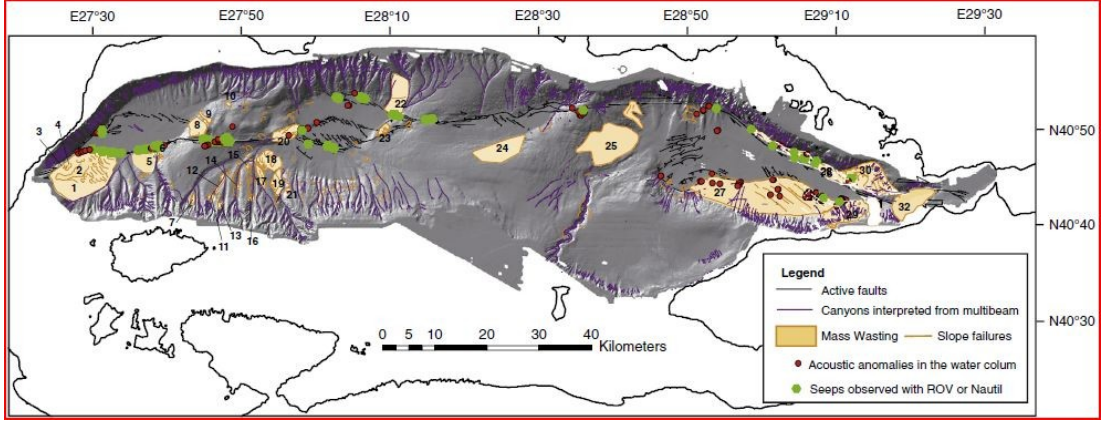 E27°30 E27°50 E28°10 E28°30 E28°50 E29°10 E29°30
N40°50
N40°40
N40°30
3
4
10
9
8
22
23
20
2
1
5
12
14
15
18
17
19
21
7
11
13
16
24
25
27
28
30
32
0 5 10 20 30 40
Kilometers
Legend
Active faults
Canyons interpreted from multibeam
Mass Wasting Slope failures
Acoustic anomalies in the water colum
Seeps observed with ROV or Nautil